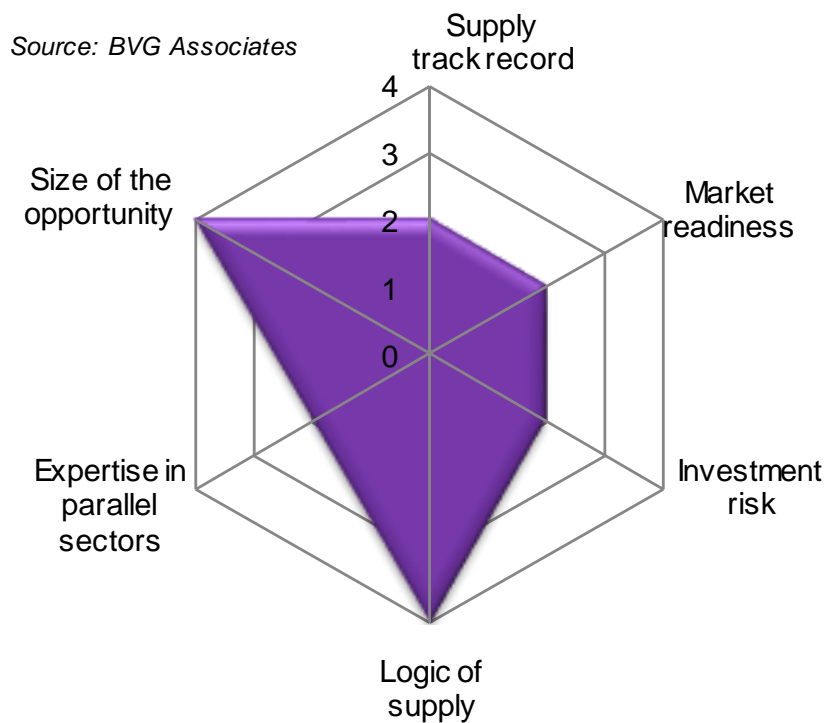 Source: BVG Associates
Supply
track record
4
3
2
1
0
Market
readiness
Investment
risk
Logic of
supply
Expertise in
parallel
sectors
Size of the
opportunity